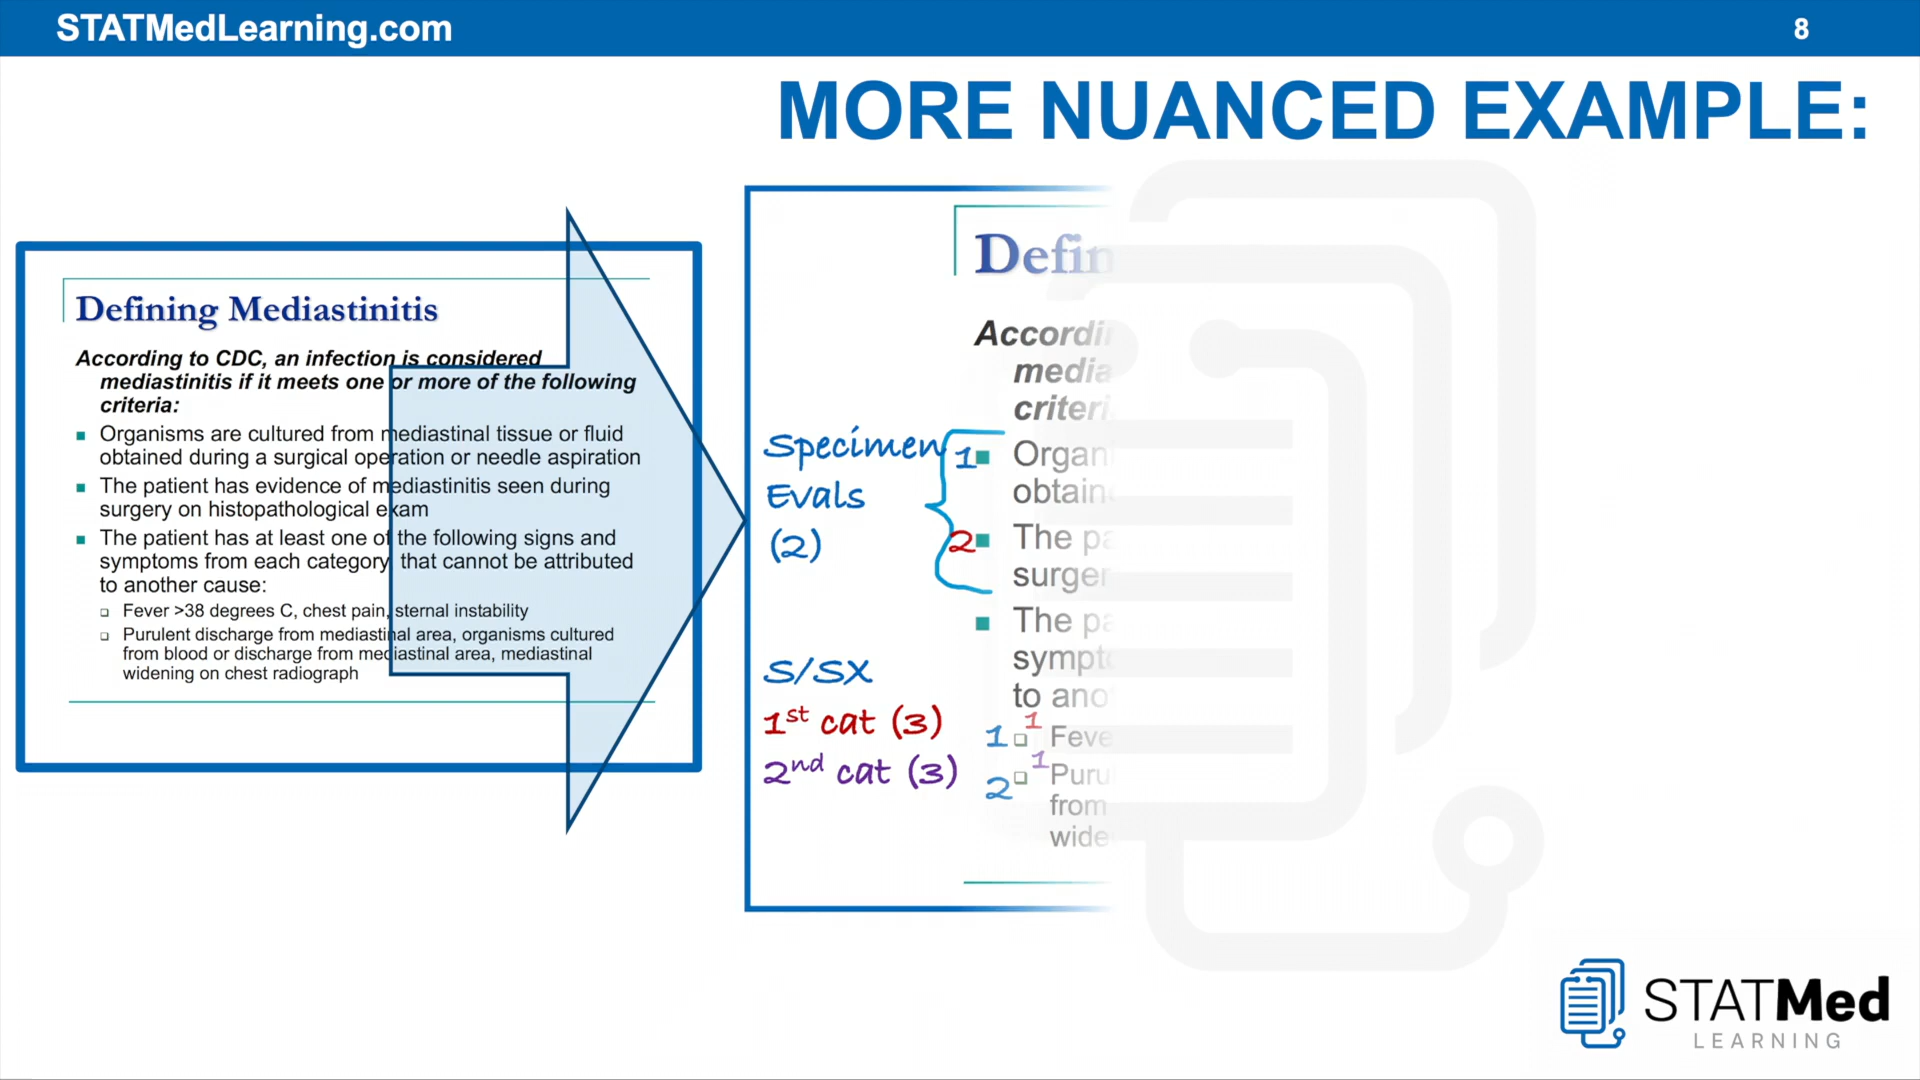 STATMedLearning.com
8
MORE NUANCED EXAMPLE:
Defining Mediastinitis
According to CDC, an infection is considered
mediastinitis if it meets one or more of the following
criteria:
Organisms are cultured from mediastinal tissue or fluid
obtained during a surgical operation or needle aspiration
The patient has evidence of mediastinitis seen during
surgery on histopathological exam
The patient has at least one of the following signs and
symptoms from each category that cannot be attributed
to another cause:
Fever >38 degrees C, chest pain, sternal instability
Purulent discharge from mediastinal area, organisms cultured
from blood or discharge from mediastinal area, mediastinal
widening on chest radiograph
Specimen
Evals
(2)
S/SX
1st cat (3)
2nd cat (3)
Defin
Accordi
media
criteri
1 Organ
obtaine
2 The pa
surger
The pa
sympto
to ano
1 1 Feve
2 1 Puru
from
wide
STATMed
LEARNING